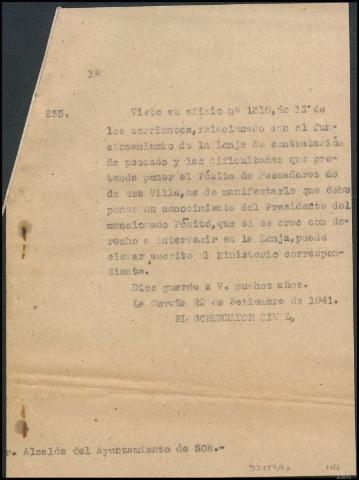 3º
255. Visto su oficio nº 1319, de 13 de
los corrientes, relacionado con el fun-
cionamiento de la Lonja de contratación
de pescado y las dificultades que pre-
tende poner el Pósito de Pescadores de
de esa Villa, he de manifestarle que debe
poner en conocimiento del Presidente del
mencionado Pósito, que si se cree con de-
recho a intervenir en la Lonja, puede
elevar escrito al Ministerio correspon-
diente.
Dios guarde a V. muchos años.
La Coruña 22 de Setiembre de 1941.
EL GOBERNADOR CIVIL,
r. Alcalde del Ayuntamiento de SON.-